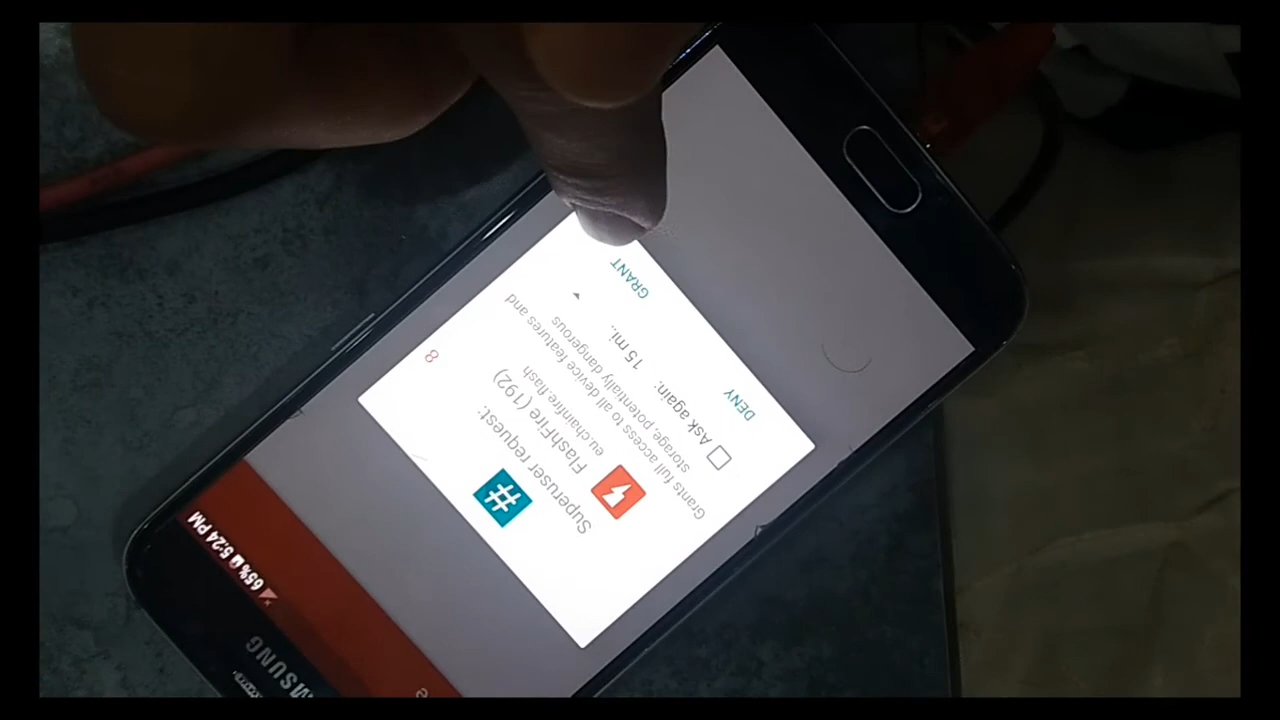 65% 5:24 PM
SAMSUNG
Superuser request:
8
FlashFire (192)
eu.chainfire.flash
Grants full access to all device features and
storage, potentially dangerous
Ask again: 15 mi...
DENY
GRANT